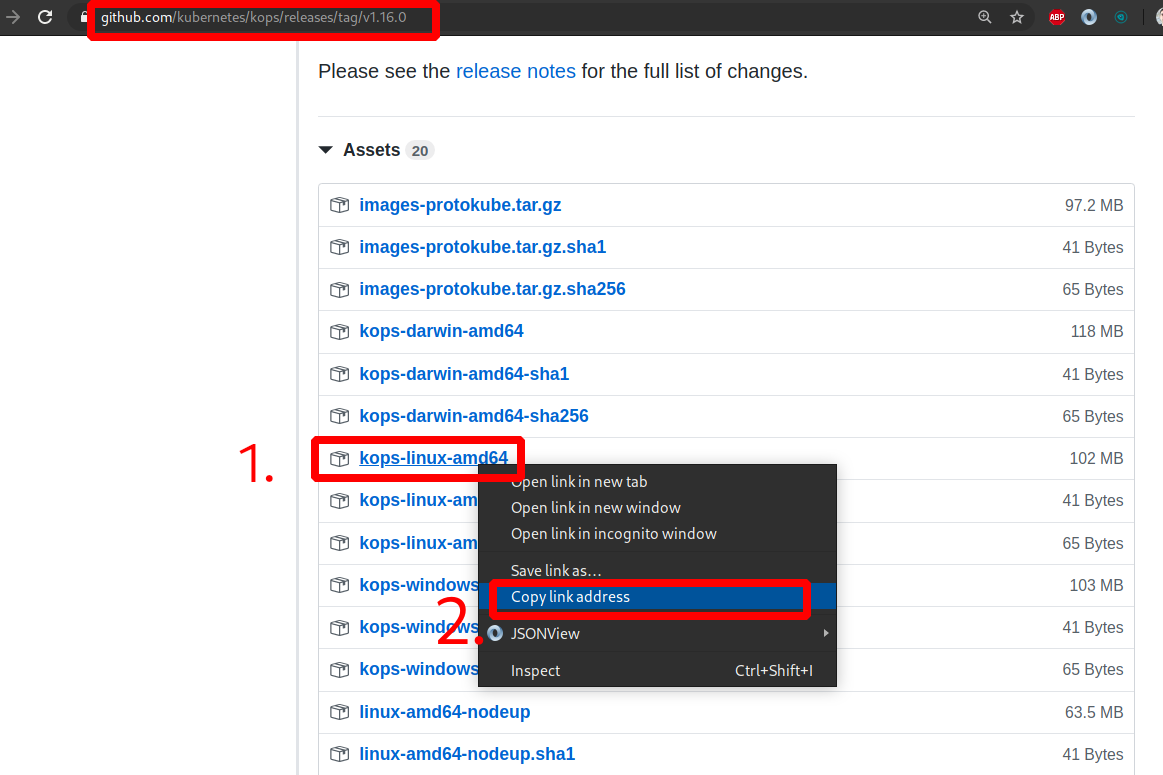 github.com/kubernetes/kops/releases/tag/v1.16.0
ABP
Please see the release notes for the full list of changes.
Assets 20
images-protokube.tar.gz 97.2 MB
images-protokube.tar.gz.sha1 41 Bytes
images-protokube.tar.gz.sha256 65 Bytes
kops-darwin-amd64 118 MB
kops-darwin-amd64-sha1 41 Bytes
kops-darwin-amd64-sha256 65 Bytes
1. kops-linux-amd64 102 MB
Open link in new tab
kops-linux-am 41 Bytes
Open link in new window
Open link in incognito window
kops-linux-am 65 Bytes
Save link as...
kops-windows 103 MB
2. Copy link address
kops-windows 41 Bytes
JSONView
kops-windows 65 Bytes
Inspect Ctrl+Shift+I
linux-amd64-nodeup 63.5 MB
linux-amd64-nodeup.sha1 41 Bytes